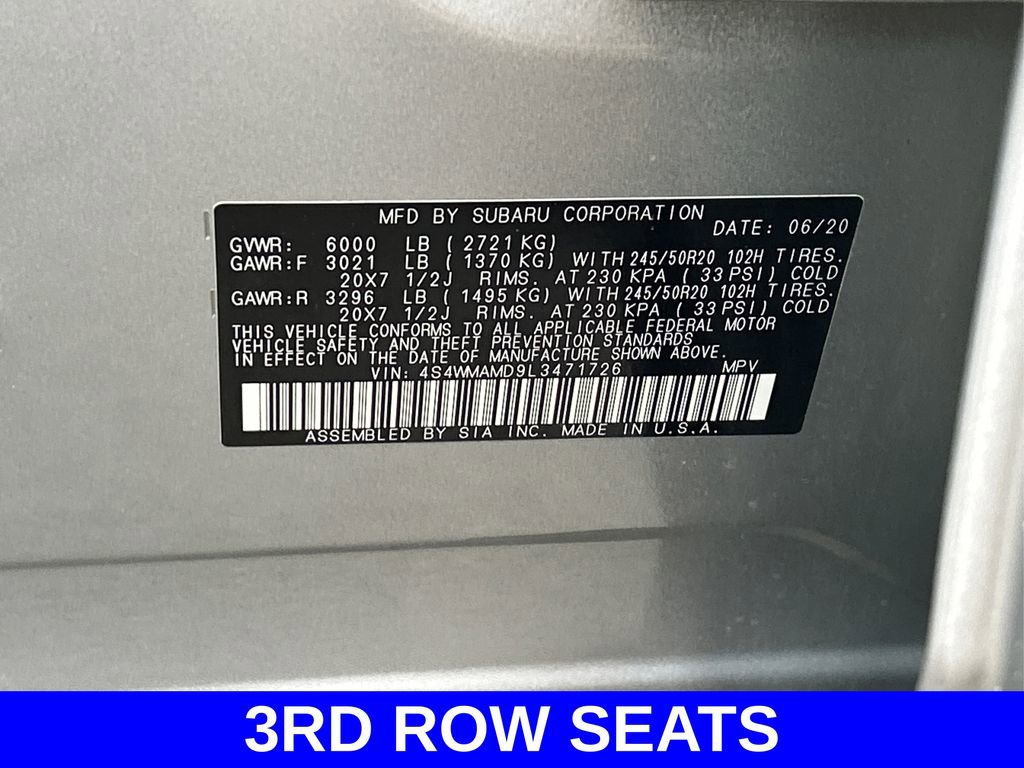 MFD BY SUBARU CORPORATION DATE: 06/20
GVWR: 6000 LB ( 2721 KG)
GAWR:F 3021 LB ( 1370 KG) WITH 245/50R20 102H TIRES.
20X7 1/2J RIMS. AT 230 KPA ( 33 PSI) COLD
GAWR:R 3296 LB ( 1495 KG) WITH 245/50R20 102H TIRES.
20X7 1/2J RIMS. AT 230 KPA ( 33 PSI) COLD
THIS VEHICLE CONFORMS TO ALL APPLICABLE FEDERAL MOTOR
VEHICLE SAFETY AND THEFT PREVENTION STANDARDS
IN EFFECT ON THE DATE OF MANUFACTURE SHOWN ABOVE.
VIN: 4S4WMAMD9L3471726 MPV
ASSEMBLED BY SIA INC. MADE IN U.S.A.
3RD ROW SEATS